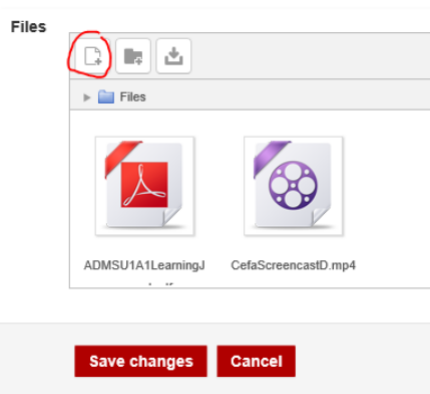 Files
Files
ADMSU1A1LearningJ
CefaScreencastD.mp4
Save changes
Cancel